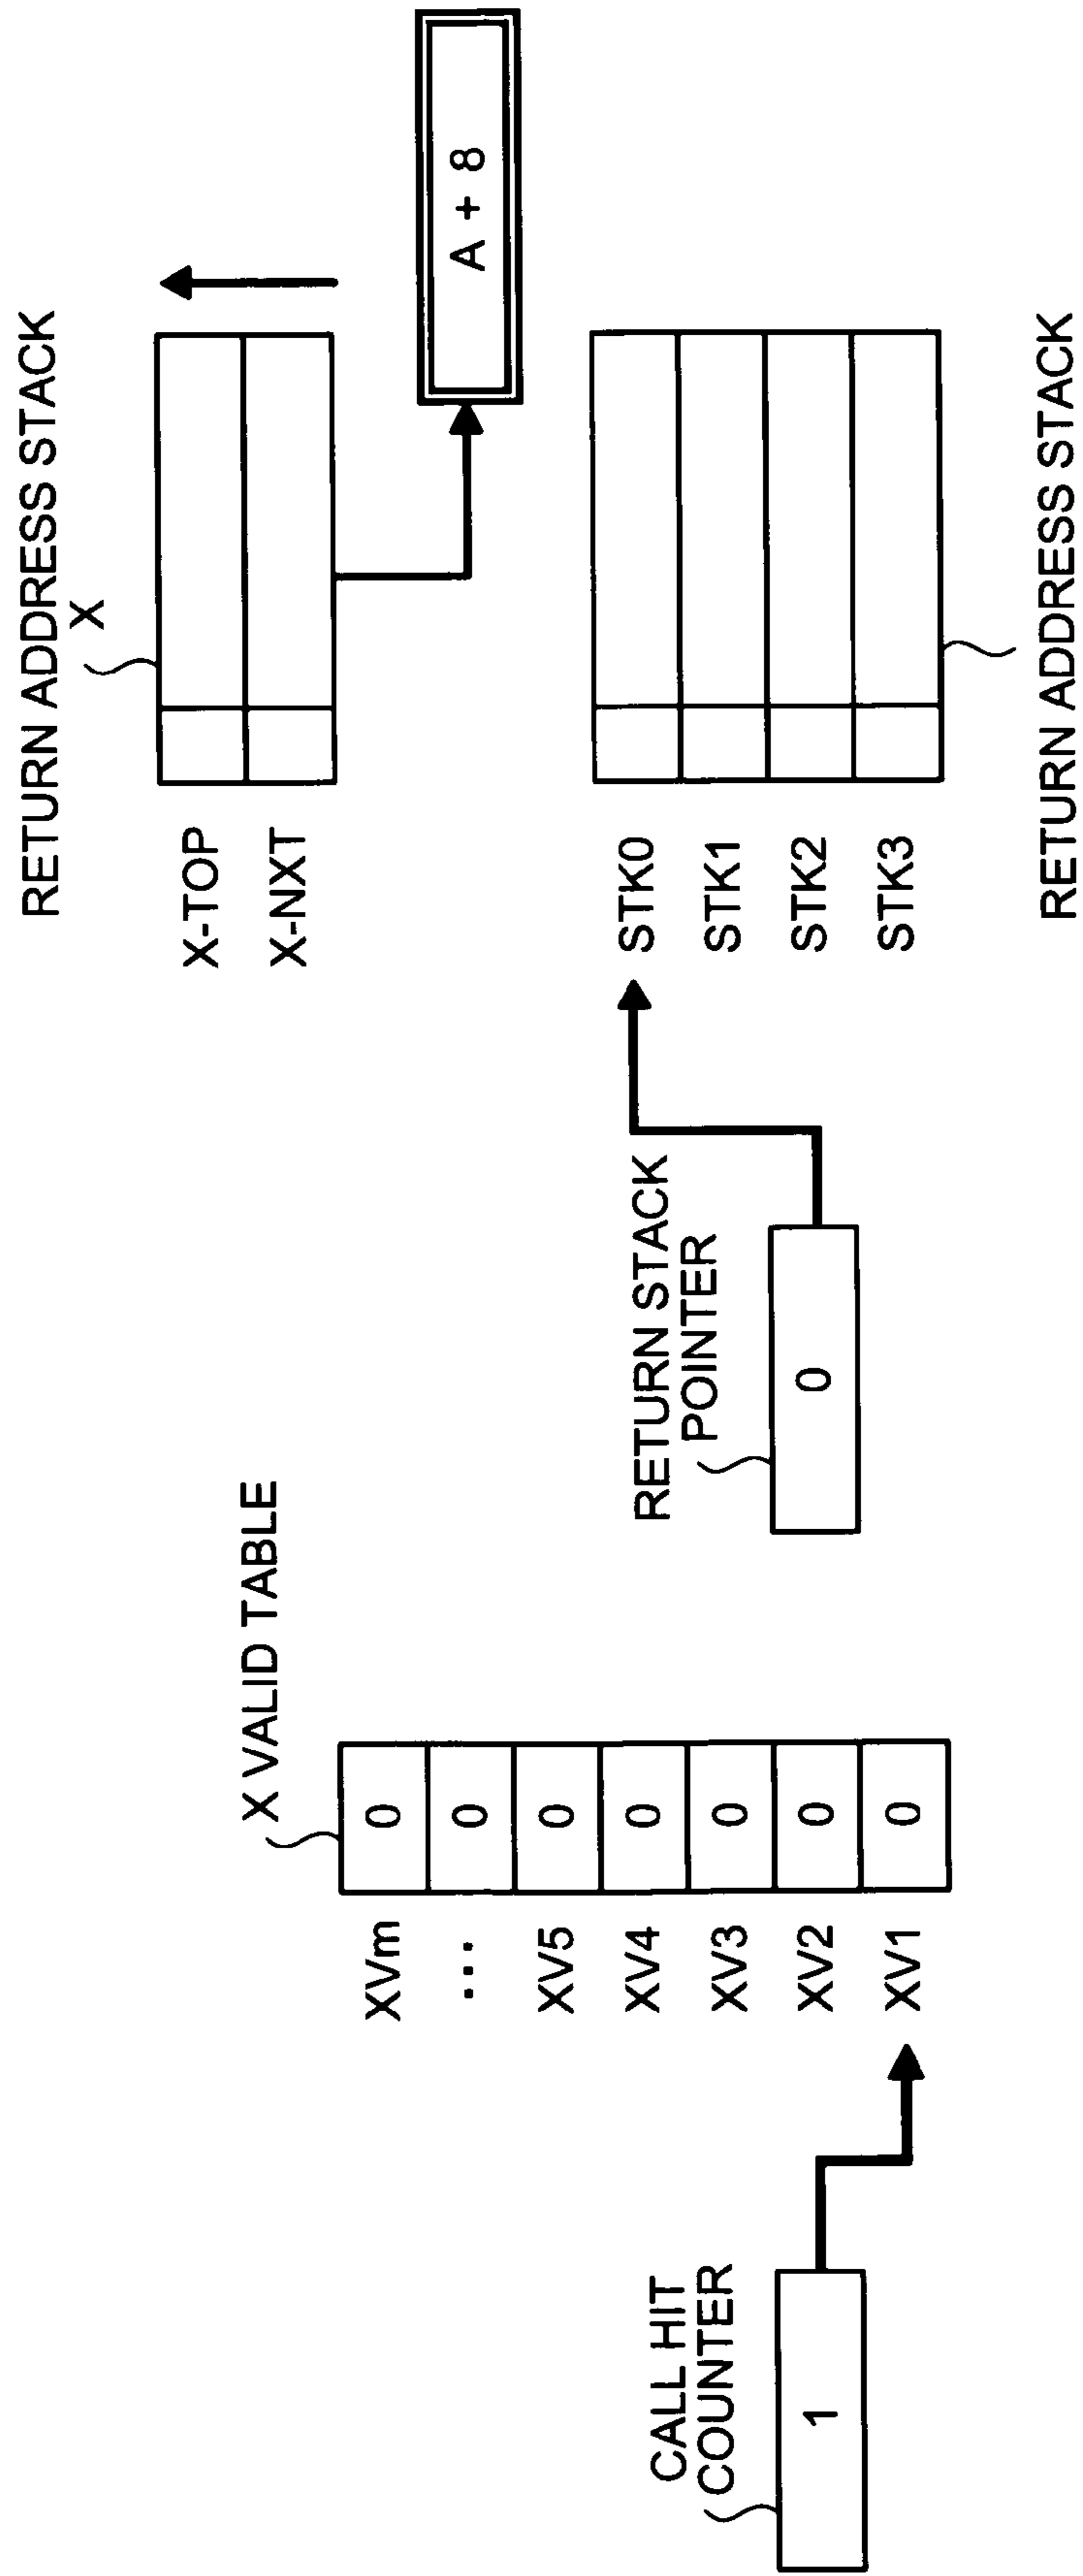 RETURN ADDRESS STACK
X
X-TOP
X-NXT
A + 8
X VALID TABLE
XVm 0
... 0
XV5 0
XV4 0
XV3 0
XV2 0
XV1 0
RETURN STACK
POINTER
0
STK0
STK1
STK2
STK3
CALL HIT
COUNTER
1
RETURN ADDRESS STACK